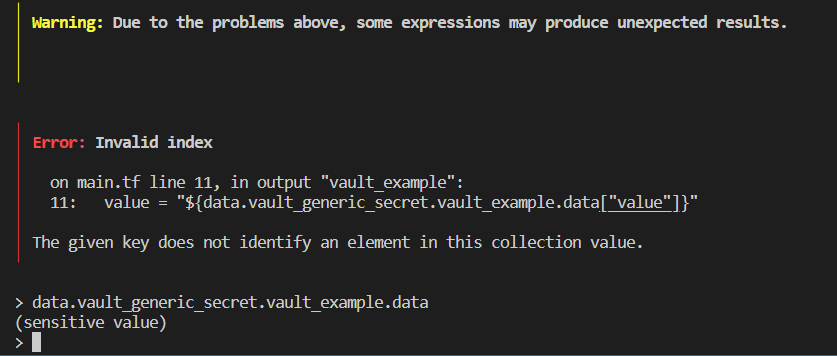 Warning: Due to the problems above, some expressions may produce unexpected results.
Error: Invalid index
on main.tf line 11, in output "vault_example":
11: value = "${data.vault_generic_secret.vault_example.data["value"]}"
The given key does not identify an element in this collection value.
> data.vault_generic_secret.vault_example.data
(sensitive value)
>